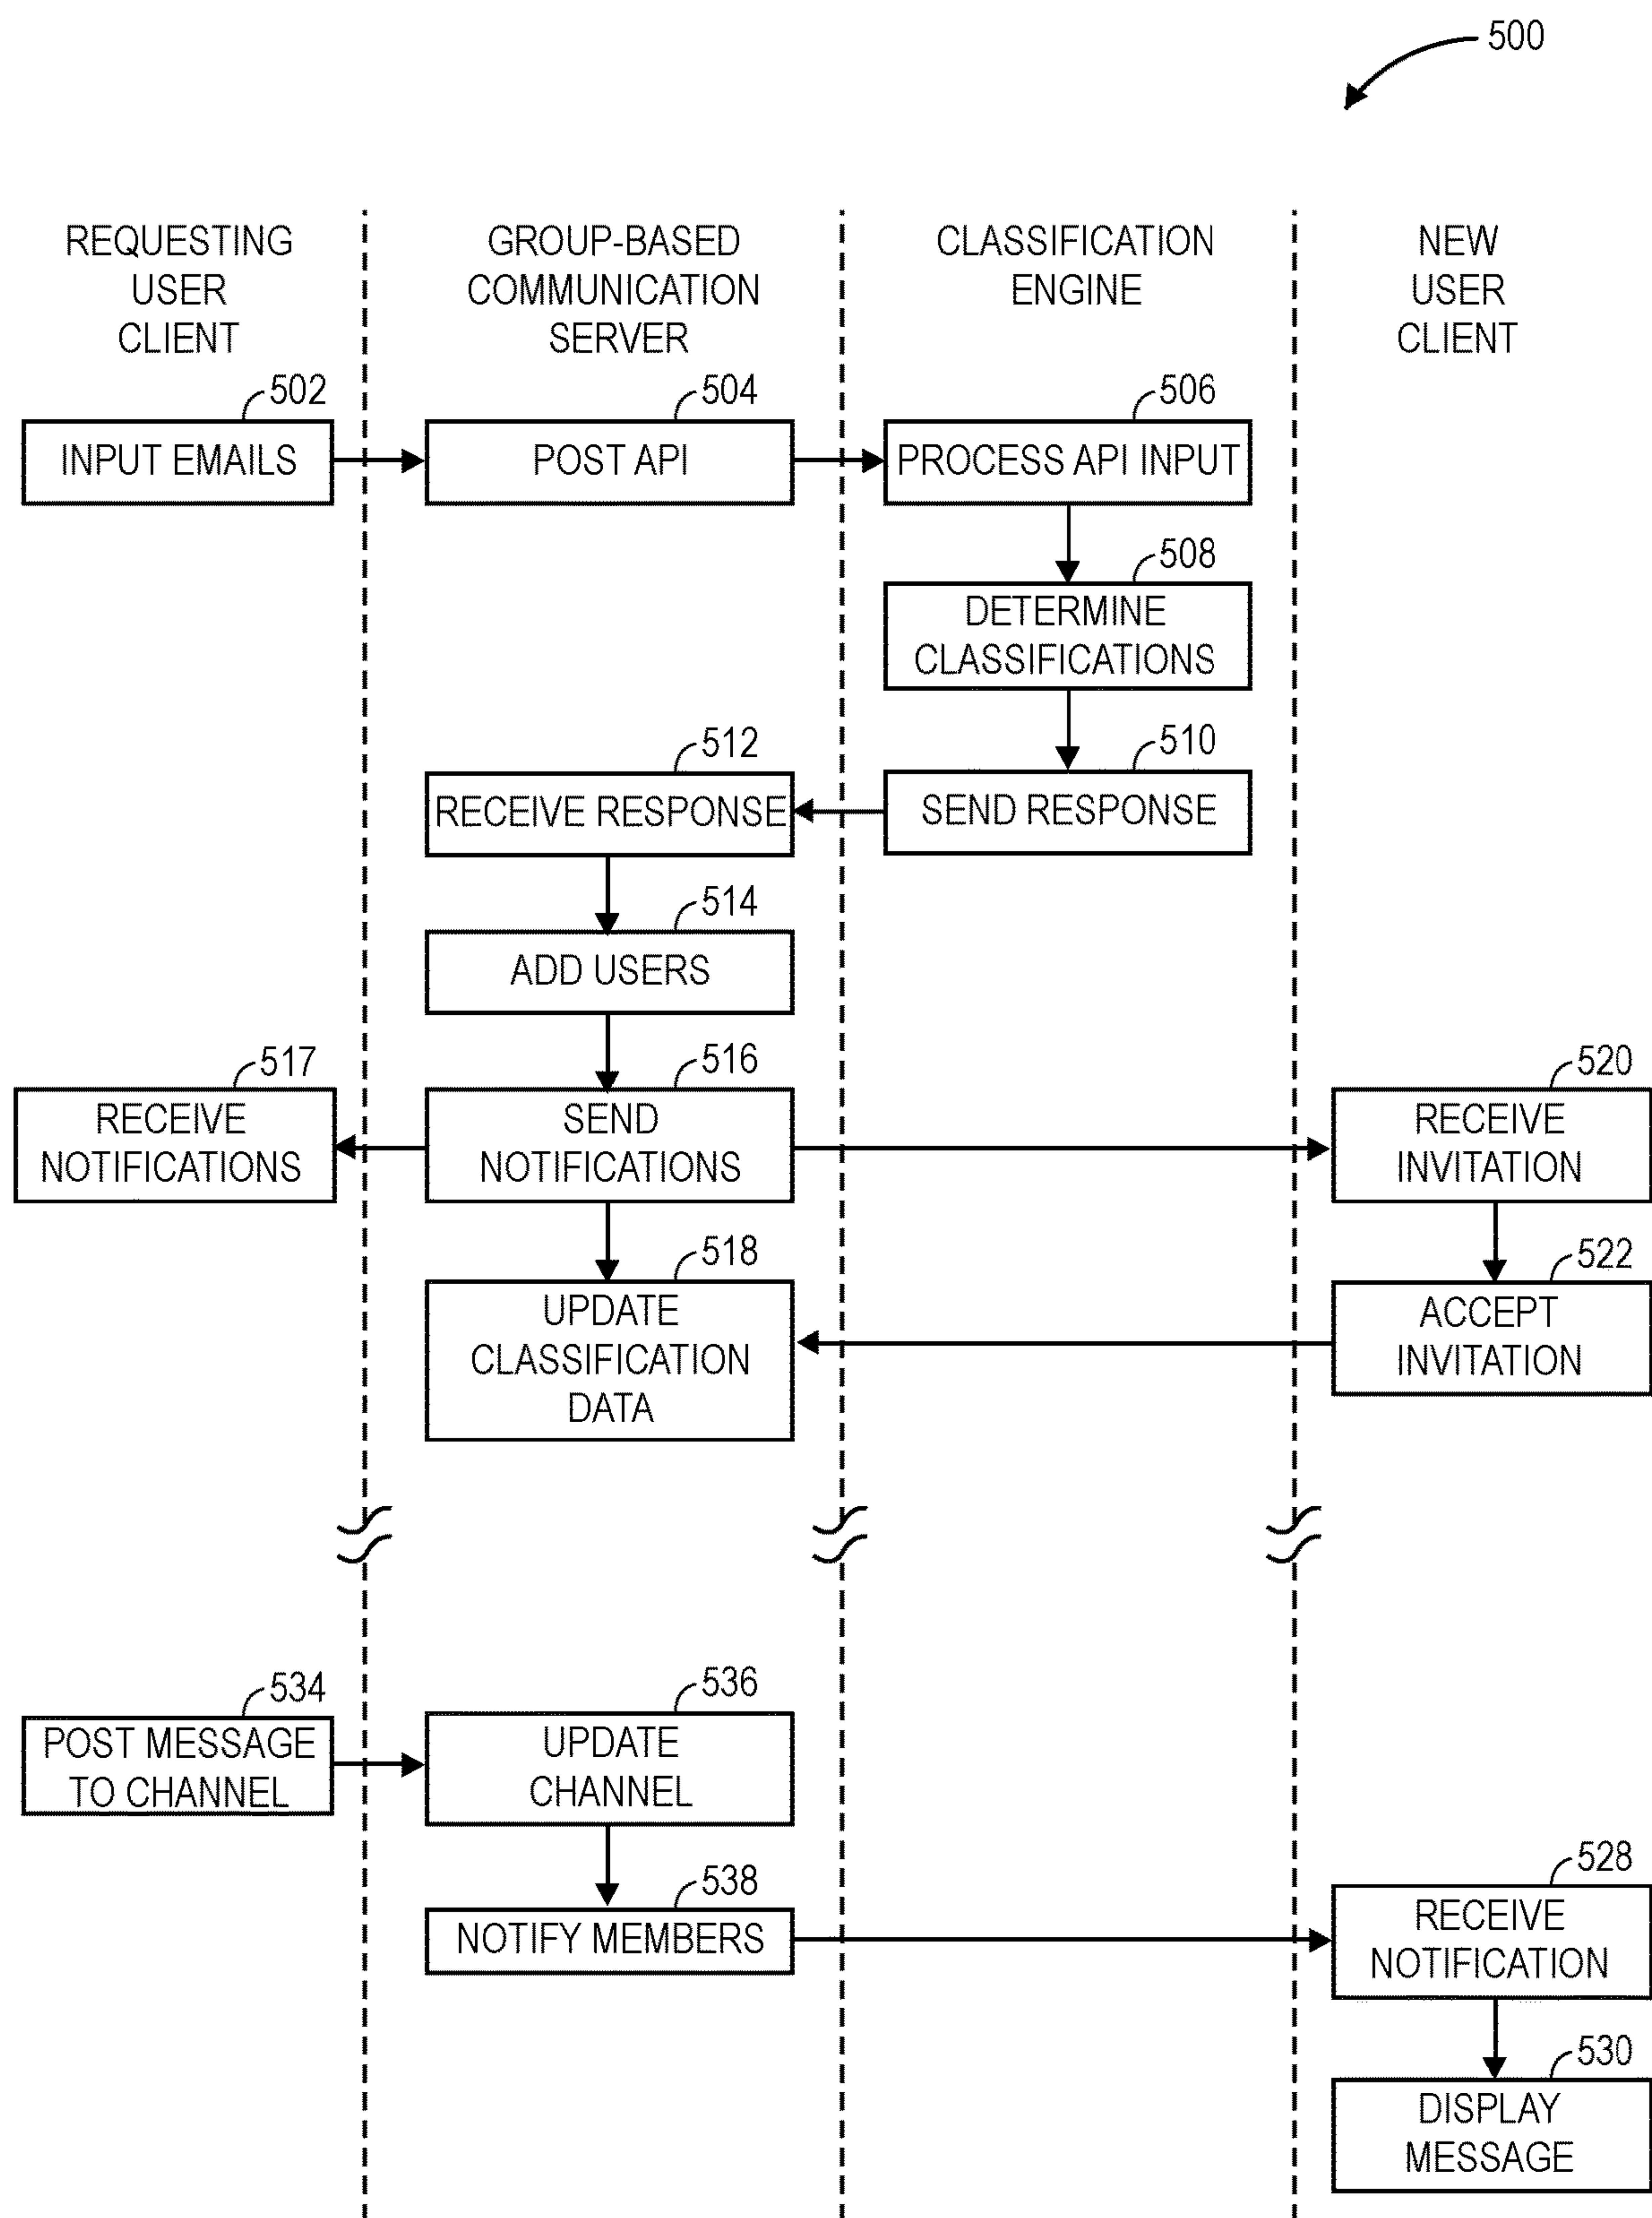 500
REQUESTING
USER
CLIENT
GROUP-BASED
COMMUNICATION
SERVER
CLASSIFICATION
ENGINE
NEW
USER
CLIENT
502
INPUT EMAILS
504
POST API
506
PROCESS API INPUT
508
DETERMINE
CLASSIFICATIONS
510
SEND RESPONSE
512
RECEIVE RESPONSE
514
ADD USERS
516
SEND
NOTIFICATIONS
517
RECEIVE
NOTIFICATIONS
520
RECEIVE
INVITATION
518
UPDATE
CLASSIFICATION
DATA
522
ACCEPT
INVITATION
534
POST MESSAGE
TO CHANNEL
536
UPDATE
CHANNEL
538
NOTIFY MEMBERS
528
RECEIVE
NOTIFICATION
530
DISPLAY
MESSAGE